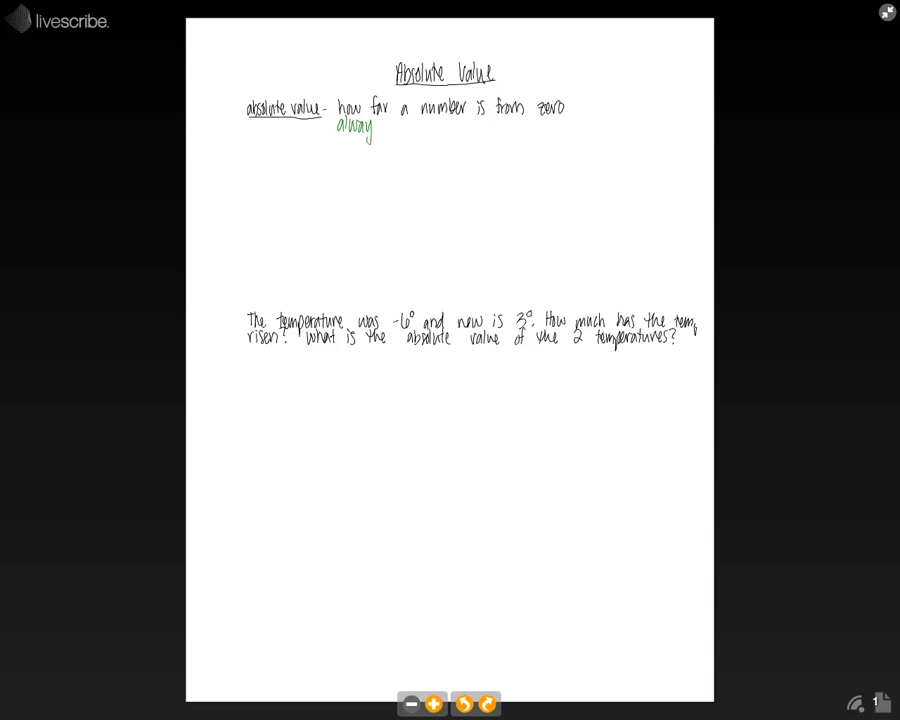 livescribe.
Absolute Value
absolute value - how far a number is from zero
alway
The temperature was -6° and now is 3°. How much has the temp
risen? What is the absolute value of the 2 temperatures?
1